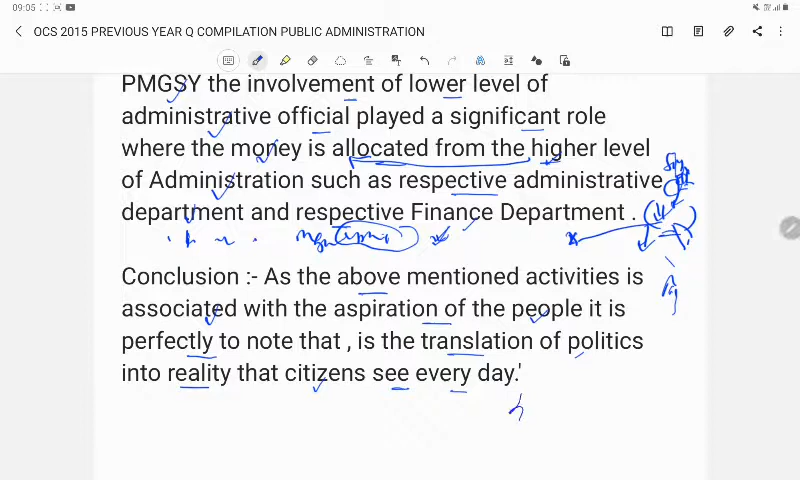 09:05
OCS 2015 PREVIOUS YEAR Q COMPILATION PUBLIC ADMINISTRATION
PMGSY the involvement of lower level of
administrative official played a significant role
where the money is allocated from the higher level
of Administration such as respective administrative
department and respective Finance Department .
Conclusion :- As the above mentioned activities is
associated with the aspiration of the people it is
perfectly to note that , is the translation of politics
into reality that citizens see every day.'